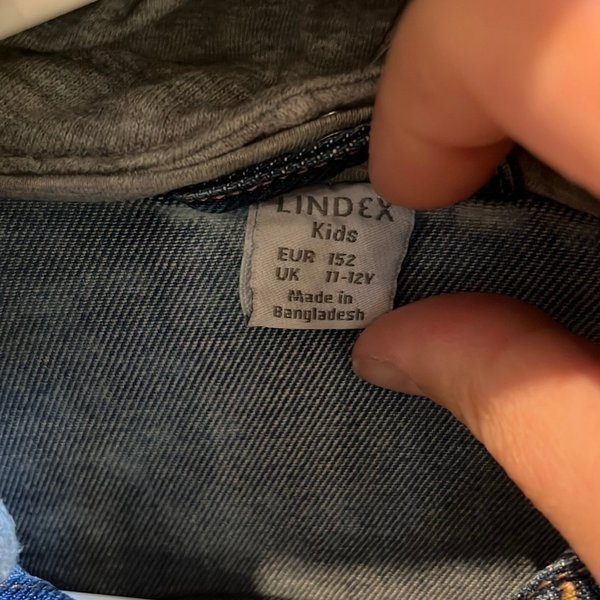 LINDEX
Kids
EUR 152
UK 11-12Y
Made in
Bangladesh